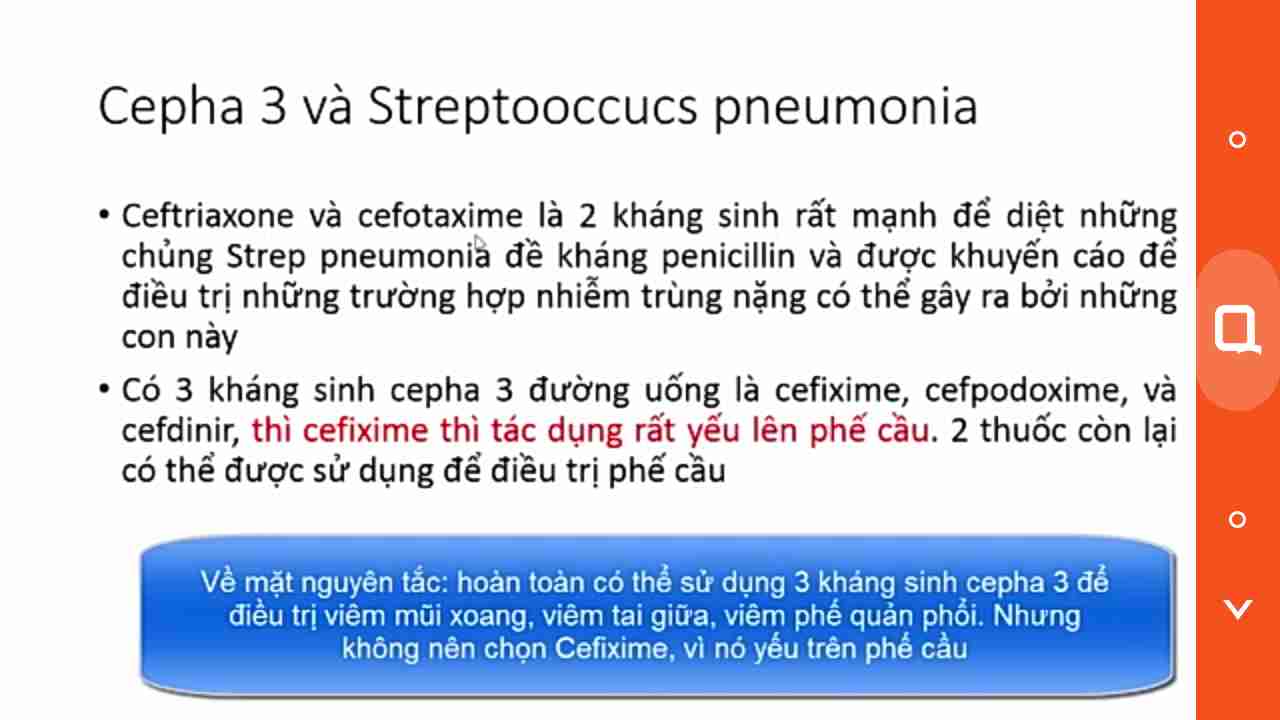 Cepha 3 và Streptooccucs pneumonia
• Ceftriaxone và cefotaxime là 2 kháng sinh rất mạnh để diệt những
chủng Strep pneumonia đề kháng penicillin và được khuyến cáo để
điều trị những trường hợp nhiễm trùng nặng có thể gây ra bởi những
con này
• Có 3 kháng sinh cepha 3 đường uống là cefixime, cefpodoxime, và
cefdinir, thì cefixime thì tác dụng rất yếu lên phế cầu. 2 thuốc còn lại
có thể được sử dụng để điều trị phế cầu
Về mặt nguyên tắc: hoàn toàn có thể sử dụng 3 kháng sinh cepha 3 để
điều trị viêm mũi xoang, viêm tai giữa, viêm phế quản phổi. Nhưng
không nên chọn Cefixime, vì nó yếu trên phế cầu